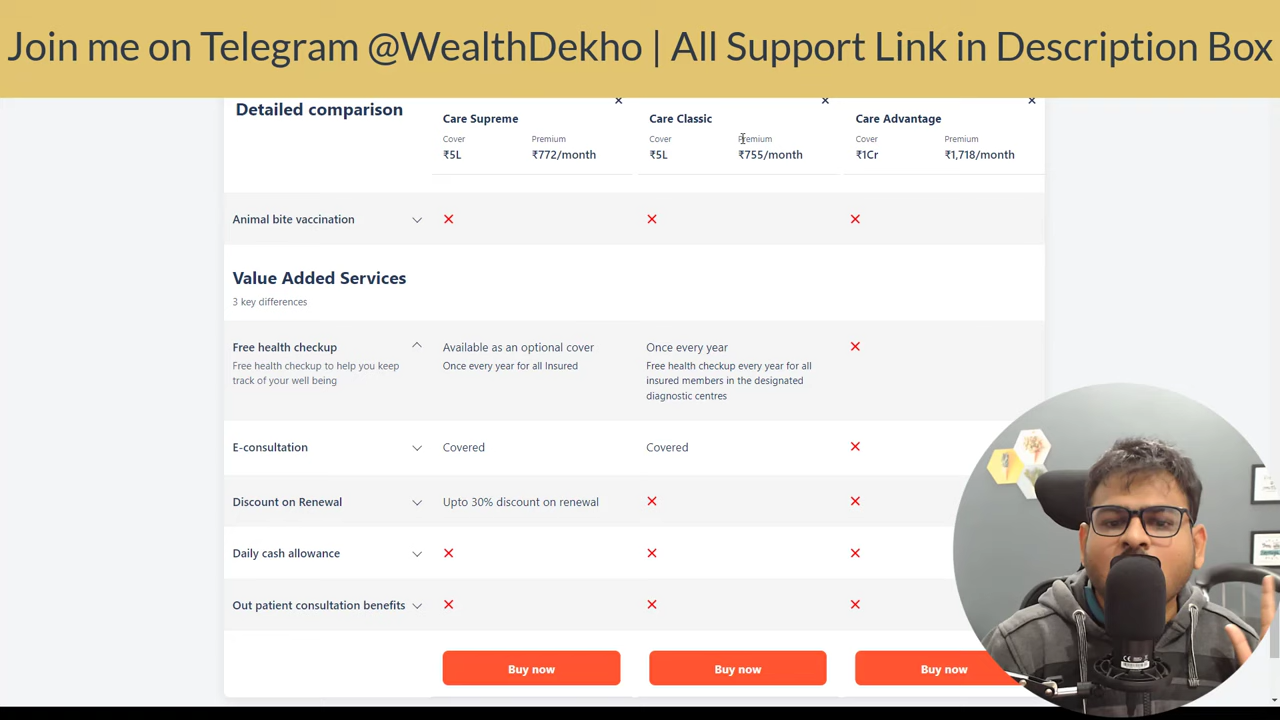 Join me on Telegram @WealthDekho | All Support Link in Description Box
Detailed comparison
Care Supreme
Cover Premium
₹5L ₹772/month
Care Classic
Cover Premium
₹5L ₹755/month
Care Advantage
Cover Premium
₹1Cr ₹1,718/month
Animal bite vaccination
Value Added Services
3 key differences
Free health checkup
Free health checkup to help you keep
track of your well being
Available as an optional cover
Once every year for all Insured
Once every year
Free health checkup every year for all
insured members in the designated
diagnostic centres
E-consultation Covered Covered
Discount on Renewal Upto 30% discount on renewal
Daily cash allowance
Out patient consultation benefits
Buy now Buy now Buy now